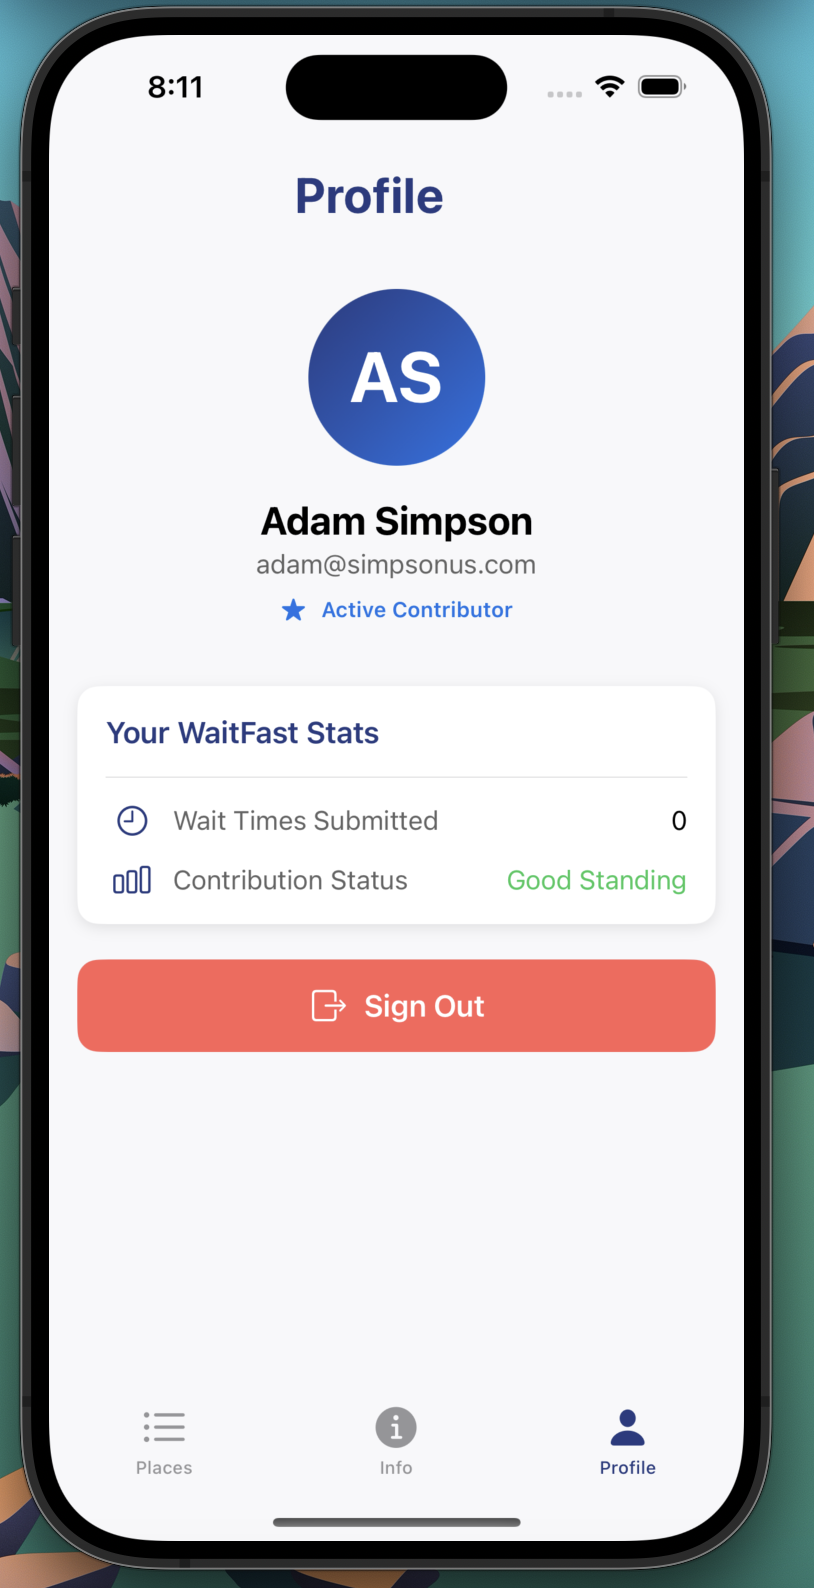 8:11
Profile
AS
Adam Simpson
adam@simpsonus.com
Active Contributor
Your WaitFast Stats
Wait Times Submitted 0
Contribution Status Good Standing
Sign Out
Places Info Profile